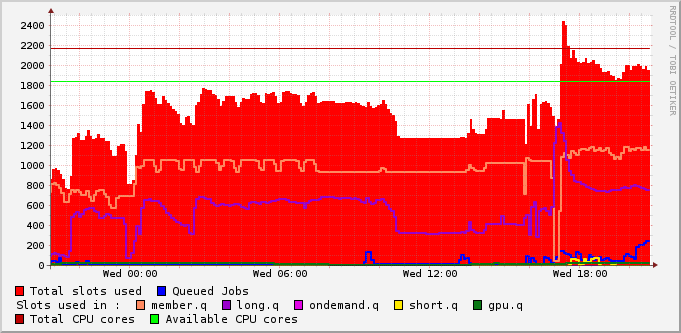 RRDTOOL / TOBI OETIKER
2400
2200
2000
1800
1600
1400
1200
1000
800
600
400
200
0
Wed 00:00 Wed 06:00 Wed 12:00 Wed 18:00
Total slots used Queued Jobs
Slots used in : member.q long.q ondemand.q short.q gpu.q
Total CPU cores Available CPU cores